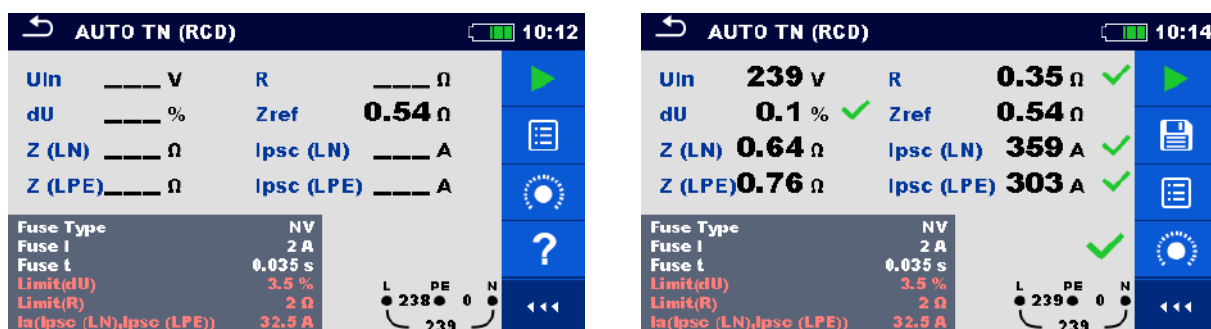 AUTO TN (RCD) 10:12
Uln ___ V R ___ Ω
dU ___ % Zref 0.54 Ω
Z (LN) ___ Ω Ipsc (LN) ___ A
Z (LPE) ___ Ω Ipsc (LPE) ___ A
Fuse Type NV
Fuse I 2 A
Fuse t 0.035 s
Limit(dU) 3.5 %
Limit(R) 2 Ω
Ia(Ipsc (LN),Ipsc (LPE)) 32.5 A
?
L PE N
238 0
239
AUTO TN (RCD) 10:14
Uln 239 V R 0.35 Ω
dU 0.1 % Zref 0.54 Ω
Z (LN) 0.64 Ω Ipsc (LN) 359 A
Z (LPE) 0.76 Ω Ipsc (LPE) 303 A
Fuse Type NV
Fuse I 2 A
Fuse t 0.035 s
Limit(dU) 3.5 %
Limit(R) 2 Ω
Ia(Ipsc (LN),Ipsc (LPE)) 32.5 A
L PE N
239 0
239